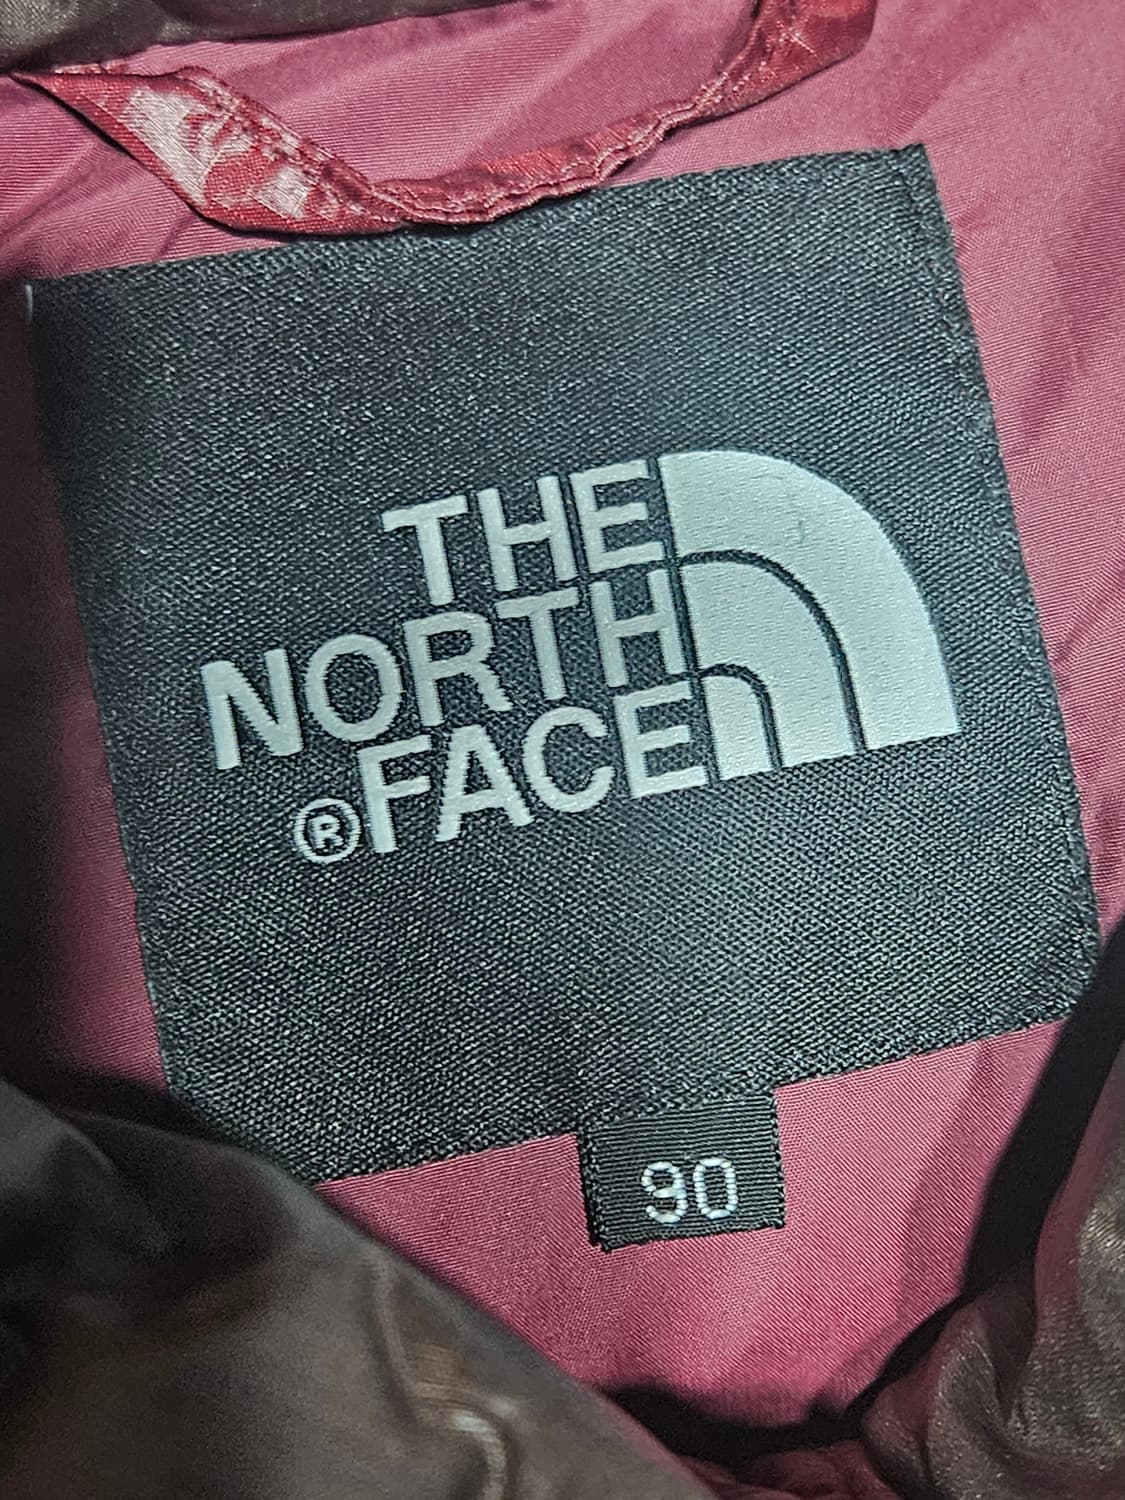 THE
NORTH
®FACE
90